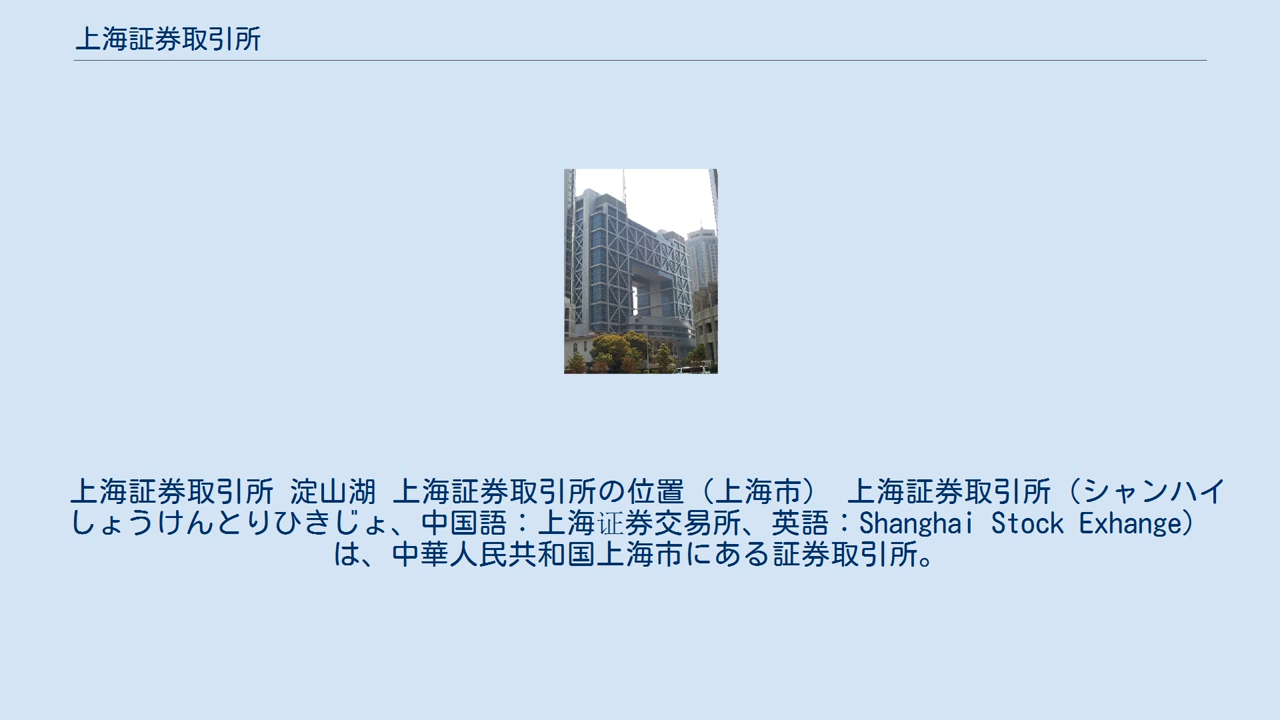 上海証券取引所
上海証券取引所 淀山湖 上海証券取引所の位置（上海市） 上海証券取引所（シャンハイ
しょうけんとりひきじょ、中国語：上海证券交易所、英語：Shanghai Stock Exhange）
は、中華人民共和国上海市にある証券取引所。